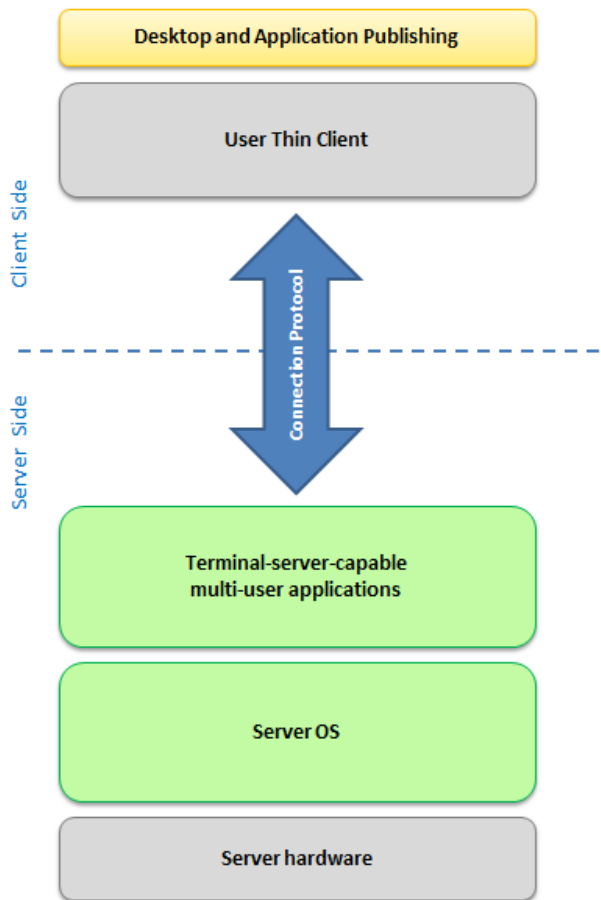 Desktop and Application Publishing
User Thin Client
Client Side
Connection Protocol
Server Side
Terminal-server-capable
multi-user applications
Server OS
Server hardware